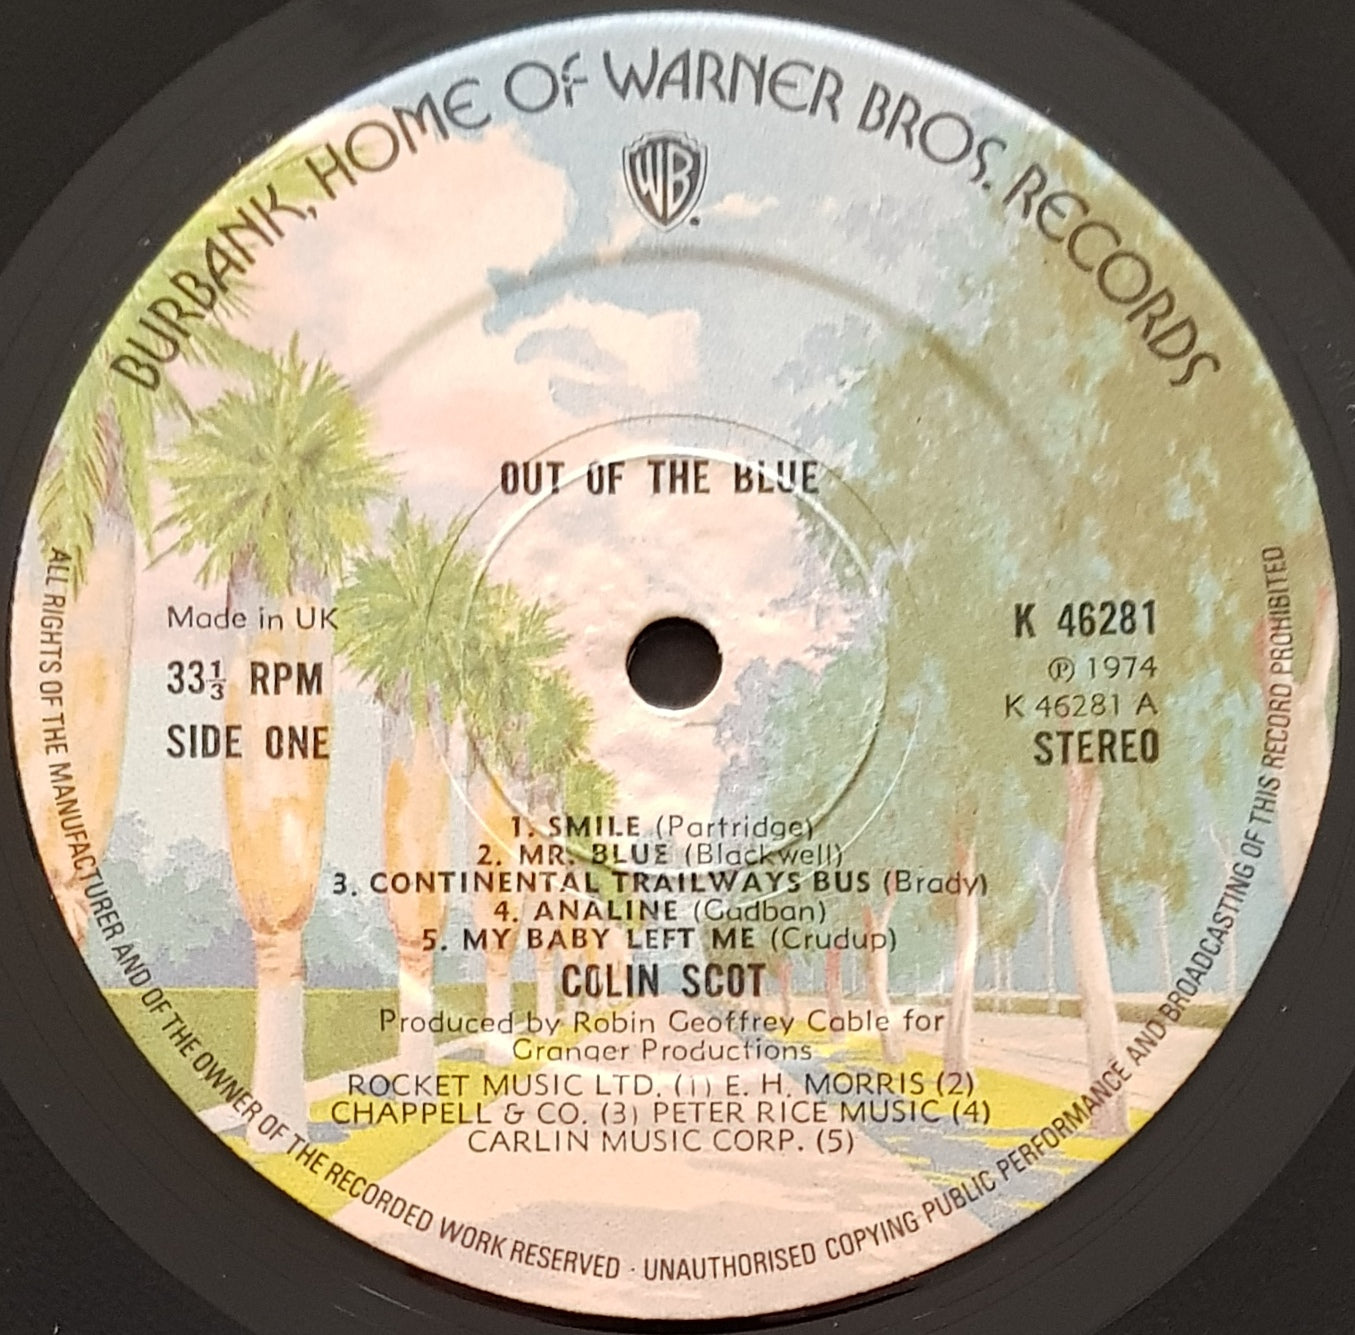 BURBANK, HOME OF WARNER BROS. RECORDS
WB
OUT OF THE BLUE
Made in UK
33⅓ RPM
SIDE ONE
K 46281
℗ 1974
K 46281 A
STEREO
1. SMILE (Partridge)
2. MR. BLUE (Blackwell)
3. CONTINENTAL TRAILWAYS BUS (Brady)
4. ANALINE (Gudban)
5. MY BABY LEFT ME (Crudup)
COLIN SCOT
Produced by Robin Geoffrey Cable for
Granger Productions
ROCKET MUSIC LTD. (1) E. H. MORRIS (2)
CHAPPELL & CO. (3) PETER RICE MUSIC (4)
CARLIN MUSIC CORP. (5)
ALL RIGHTS OF THE MANUFACTURER AND OF THE OWNER OF THE RECORDED WORK RESERVED · UNAUTHORISED COPYING PUBLIC PERFORMANCE AND BROADCASTING OF THIS RECORD PROHIBITED